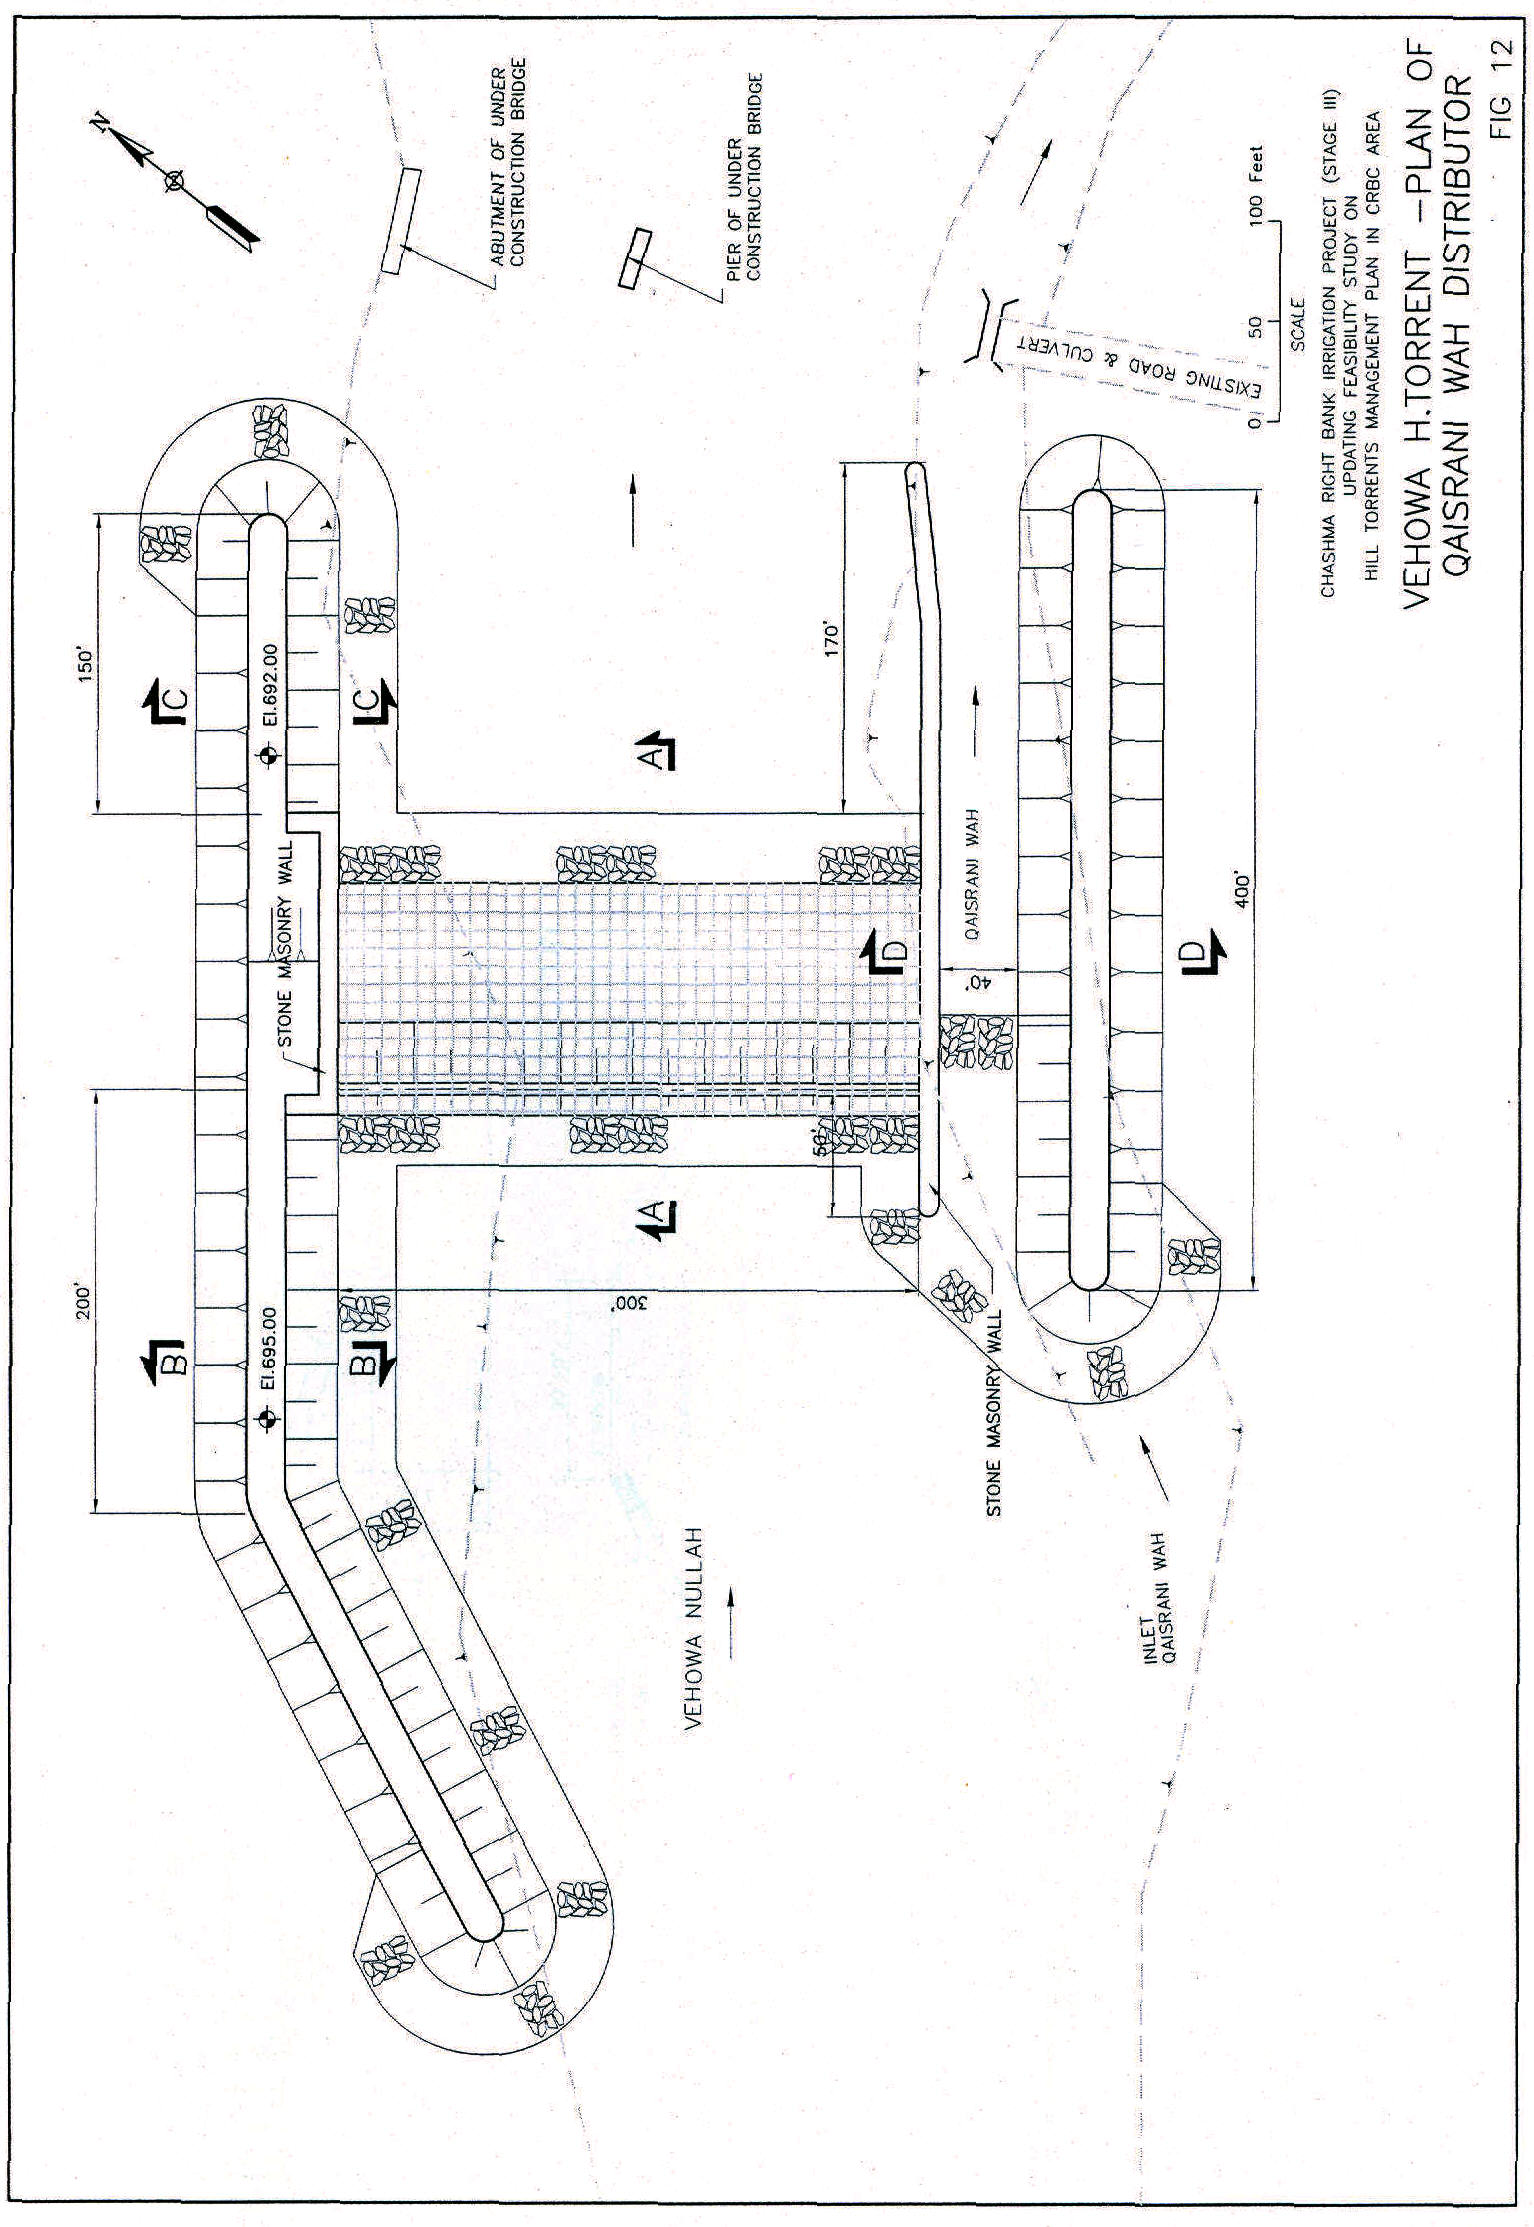 N
ABUTMENT OF UNDER
CONSTRUCTION BRIDGE
PIER OF UNDER
CONSTRUCTION BRIDGE
150'
C
C
El.692.00
STONE MASONRY WALL
200'
B
B
El.695.00
A
A
170'
50'
300'
QAISRANI WAH
40'
D
D
400'
STONE MASONRY WALL
VEHOWA NULLAH
INLET
QAISRANI WAH
EXISTING ROAD & CULVERT
0 50 100 Feet
SCALE
CHASHMA RIGHT BANK IRRIGATION PROJECT (STAGE III)
UPDATING FEASIBILITY STUDY ON
HILL TORRENTS MANAGEMENT PLAN IN CRBC AREA
VEHOWA H.TORRENT -PLAN OF
QAISRANI WAH DISTRIBUTOR
FIG 12